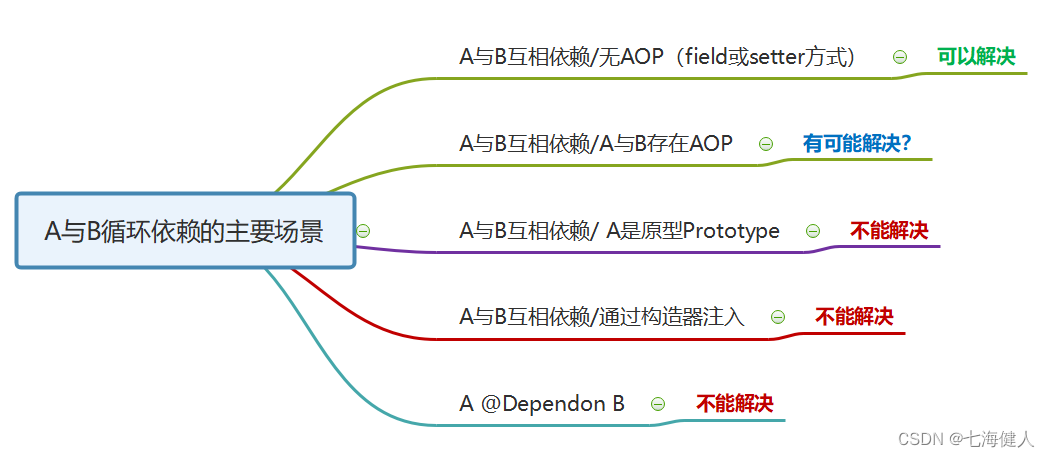 A与B互相依赖/无AOP（field或setter方式） 可以解决
A与B互相依赖/A与B存在AOP 有可能解决?
A与B循环依赖的主要场景
A与B互相依赖/ A是原型Prototype 不能解决
A与B互相依赖/通过构造器注入 不能解决
A @Dependon B 不能解决
CSDN @七海健人